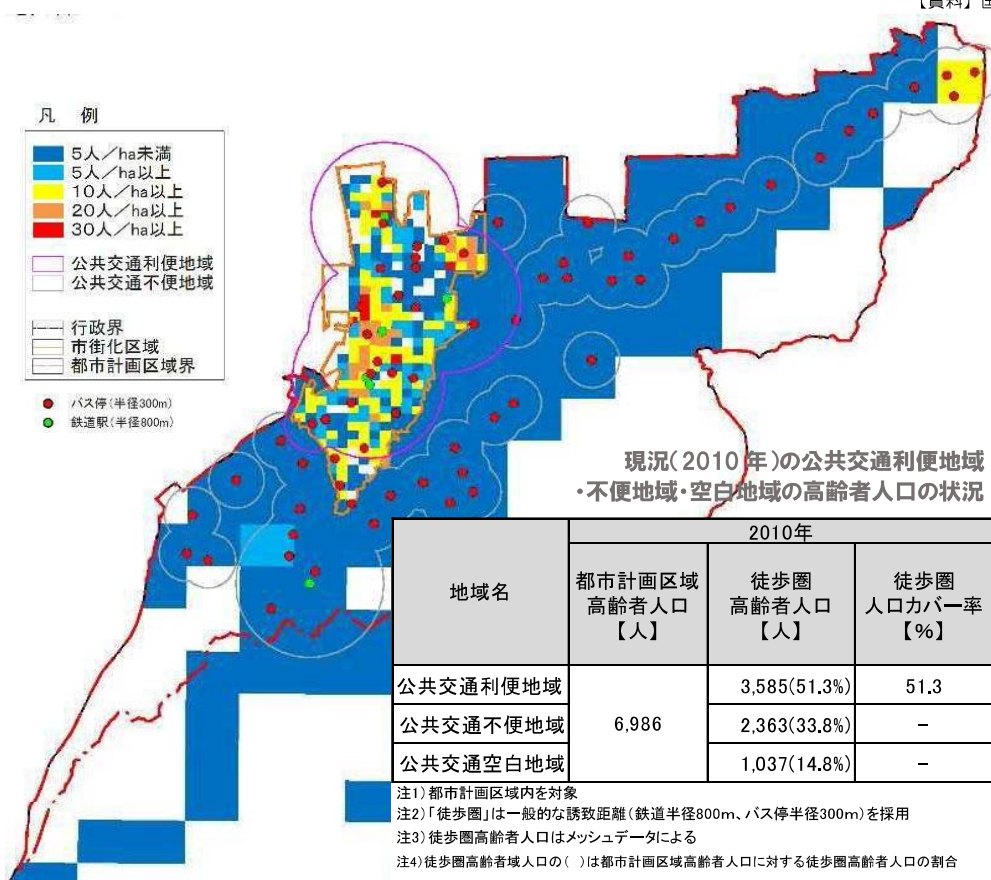 【資料】
凡 例
5人/ha未満
5人/ha以上
10人/ha以上
20人/ha以上
30人/ha以上
公共交通利便地域
公共交通不便地域
行政界
市街化区域
都市計画区域界
バス停(半径300m)
鉄道駅(半径800m)
現況(2010年)の公共交通利便地域
・不便地域・空白地域の高齢者人口の状況
地域名
2010年
都市計画区域
高齢者人口
【人】
徒歩圏
高齢者人口
【人】
徒歩圏
人口カバー率
【%】
公共交通利便地域 6,986 3,585(51.3%) 51.3
公共交通不便地域 2,363(33.8%) −
公共交通空白地域 1,037(14.8%) −
注1)都市計画区域内を対象
注2)「徒歩圏」は一般的な誘致距離(鉄道半径800m、バス停半径300m)を採用
注3)徒歩圏高齢者人口はメッシュデータによる
注4)徒歩圏高齢者域人口の( )は都市計画区域高齢者人口に対する徒歩圏高齢者人口の割合